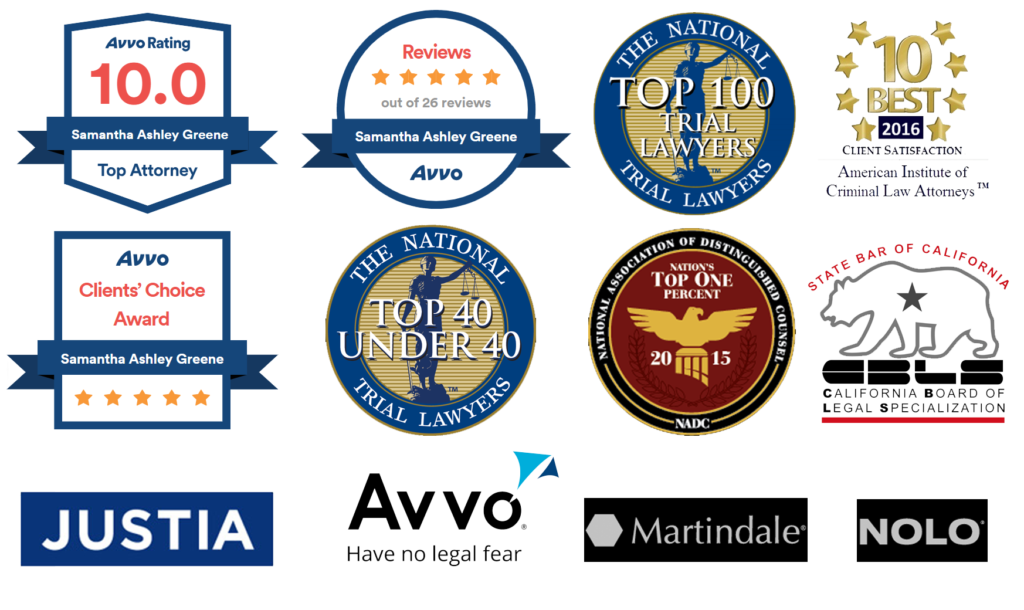 Avvo Rating
10.0
Samantha Ashley Greene
Top Attorney
Reviews
out of 26 reviews
Samantha Ashley Greene
Avvo
THE NATIONAL
TOP 100
TRIAL
LAWYERS
TM
TRIAL LAWYERS
10
BEST
2016
CLIENT SATISFACTION
American Institute of
Criminal Law Attorneys™
Avvo
Clients' Choice
Award
Samantha Ashley Greene
THE NATIONAL
TOP 40
UNDER 40
TM
TRIAL LAWYERS
NATIONAL ASSOCIATION OF DISTINGUISHED COUNSEL
NATION'S
TOP ONE
PERCENT
20 15
NADC
STATE BAR OF CALIFORNIA
CBLS
CALIFORNIA BOARD OF
LEGAL SPECIALIZATION
JUSTIA
Avvo®
Have no legal fear
Martindale®
NOLO®